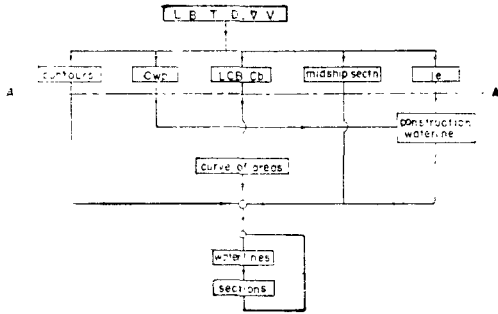 L B T D. ∇ V
contours Cwp LCB Cb midship sectn Ie
A A
construction
waterline
curve of areas
waterlines
sections